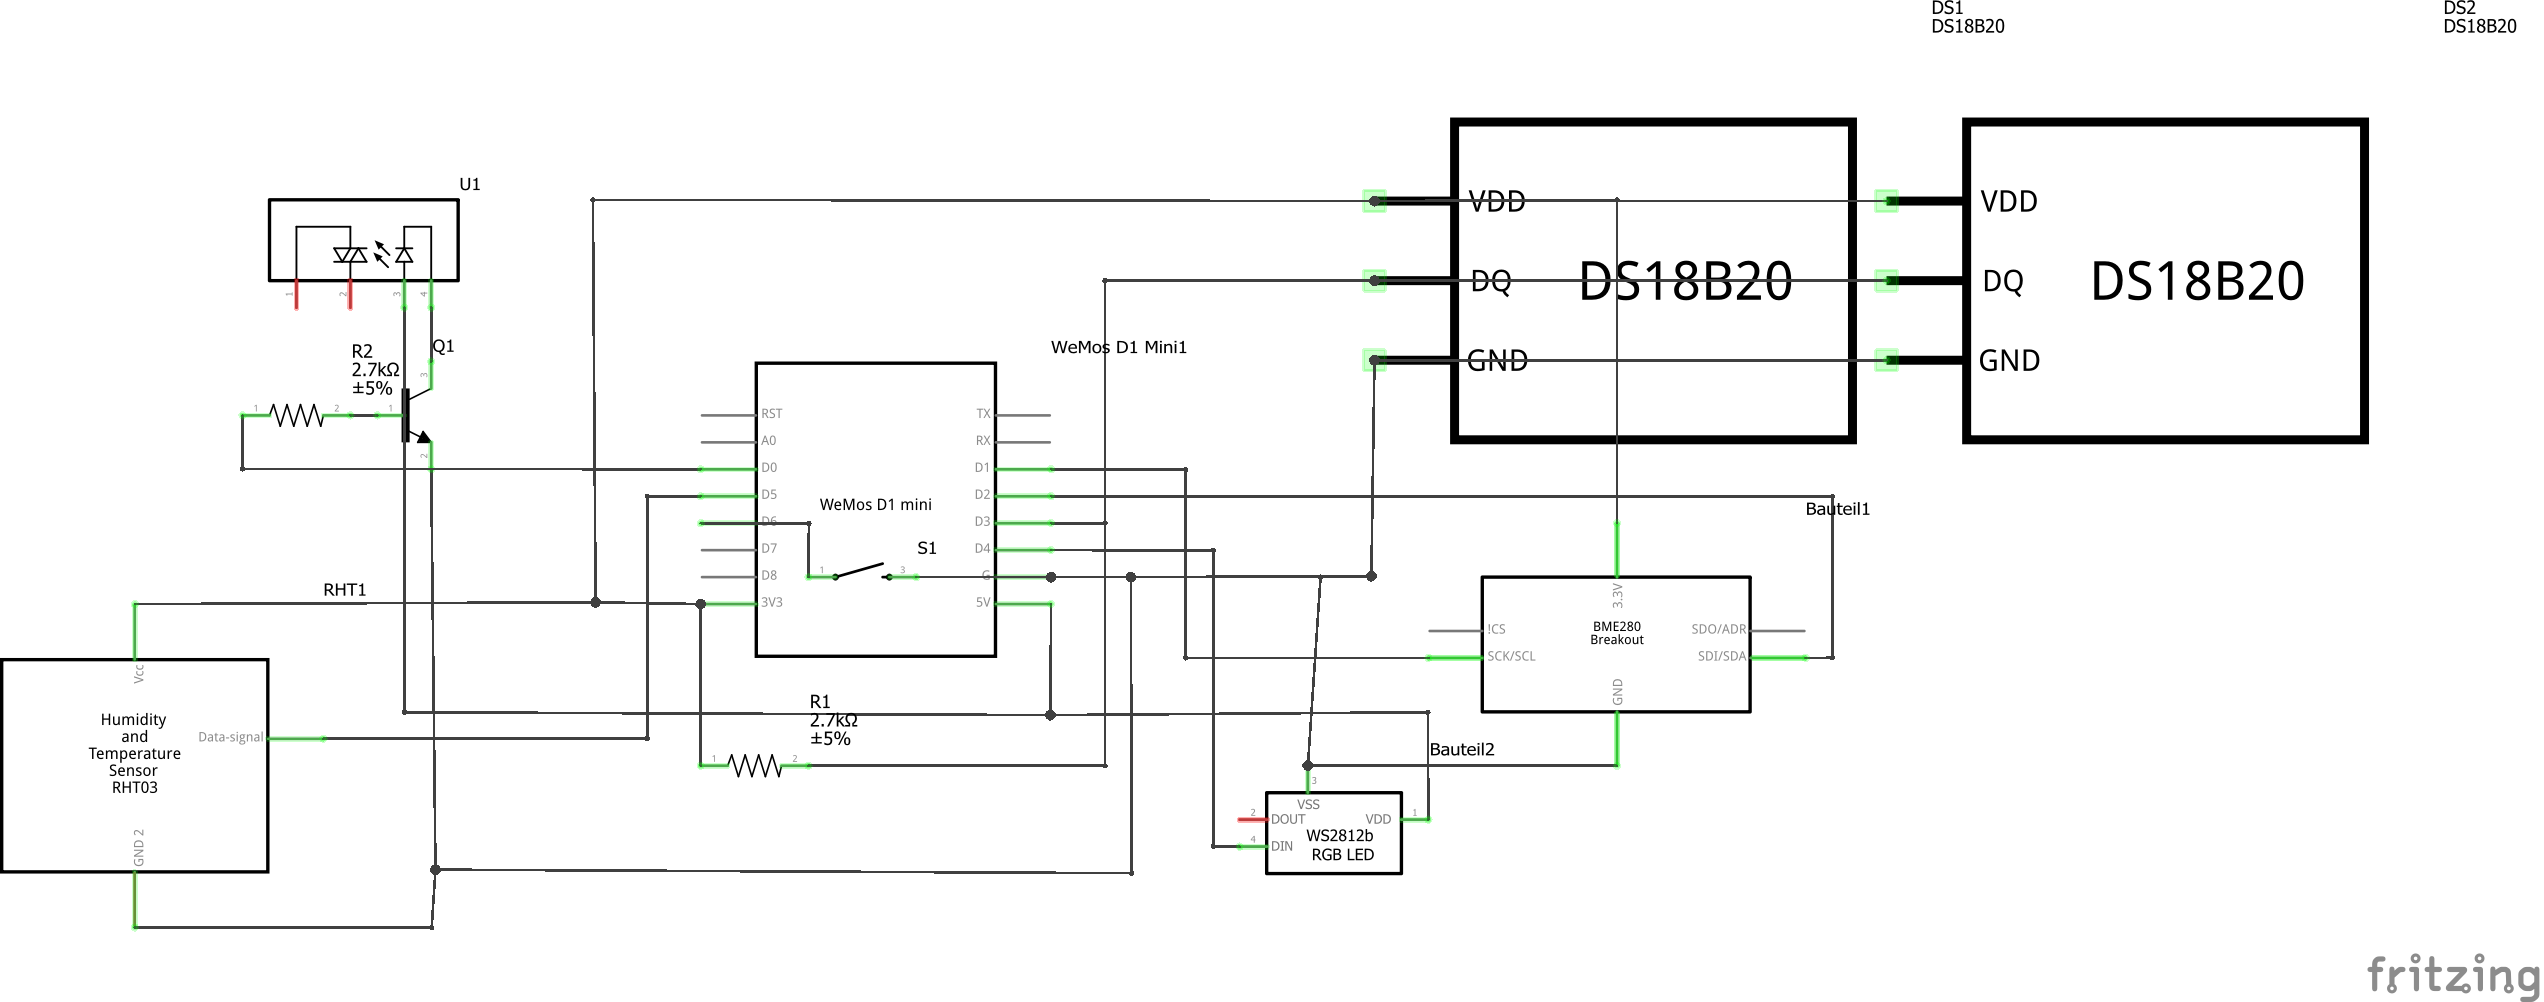 DS1
DS18B20
DS2
DS18B20
U1
1
2
3
4
VDD
DQ
GND
DS18B20
VDD
DQ
GND
DS18B20
R2
2.7kΩ
±5%
1
2
Q1
3
1
2
WeMos D1 Mini1
RST
A0
D0
D5
D6
D7
D8
3V3
TX
RX
D1
D2
D3
D4
G
5V
WeMos D1 mini
S1
1
3
Bauteil1
3.3V
BME280
Breakout
!CS
SCK/SCL
SDO/ADR
SDI/SDA
GND
RHT1
Vcc
Humidity
and
Temperature
Sensor
RHT03
Data-signal
GND 2
R1
2.7kΩ
±5%
1
2
Bauteil2
3
VSS
2
DOUT
VDD
1
WS2812b
4
DIN
RGB LED
fritzing